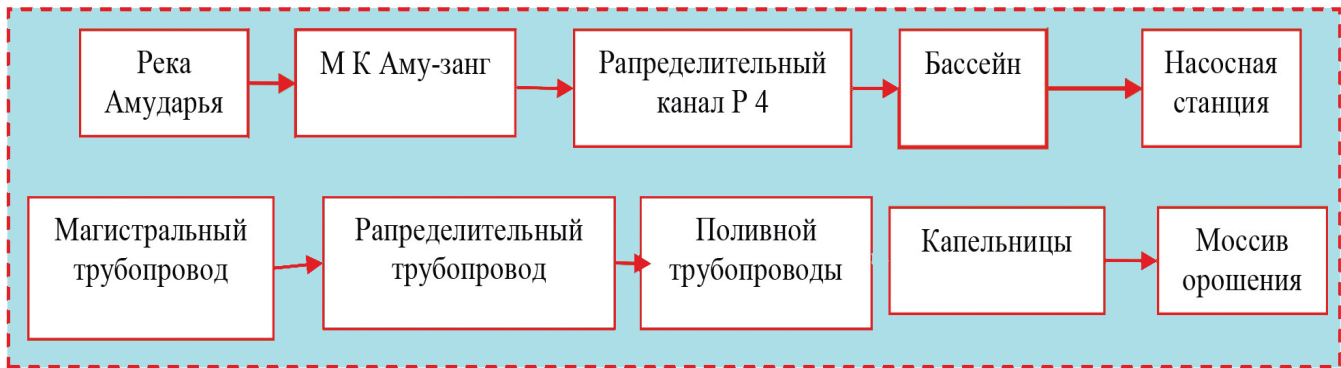 Река
Амударья
М К Аму-занг
Рапределительный
канал Р 4
Бассейн
Насосная
станция
Магистральный
трубопровод
Рапределительный
трубопровод
Поливной
трубопроводы
Капельницы
Моссив
орошения